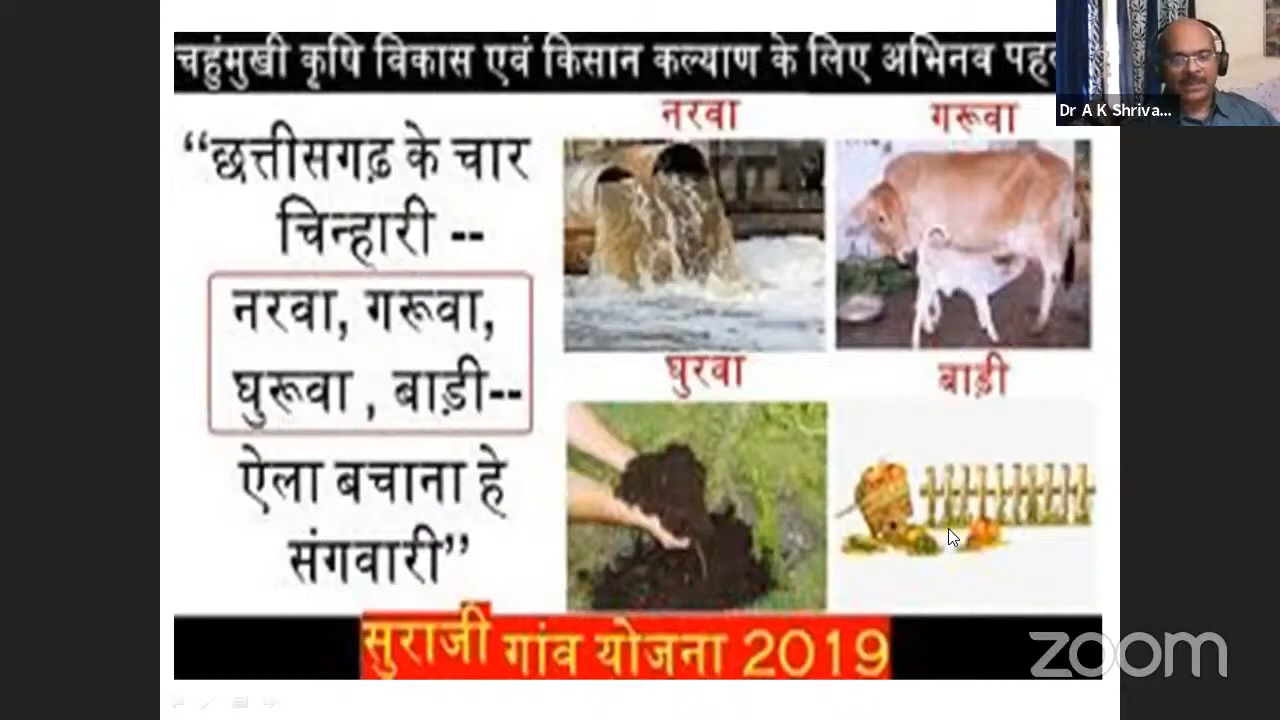 चहुंमुखी कृषि विकास एवं किसान कल्याण के लिए अभिनव
Dr A K Shriva...
“छत्तीसगढ़ के चार
चिन्हारी --
नरवा, गरूवा,
घुरूवा , बाड़ी--
ऐला बचाना हे
संगवारी”
नरवा
गरूवा
घुरवा
बाड़ी
सुराजी गांव योजना 2019
zoom